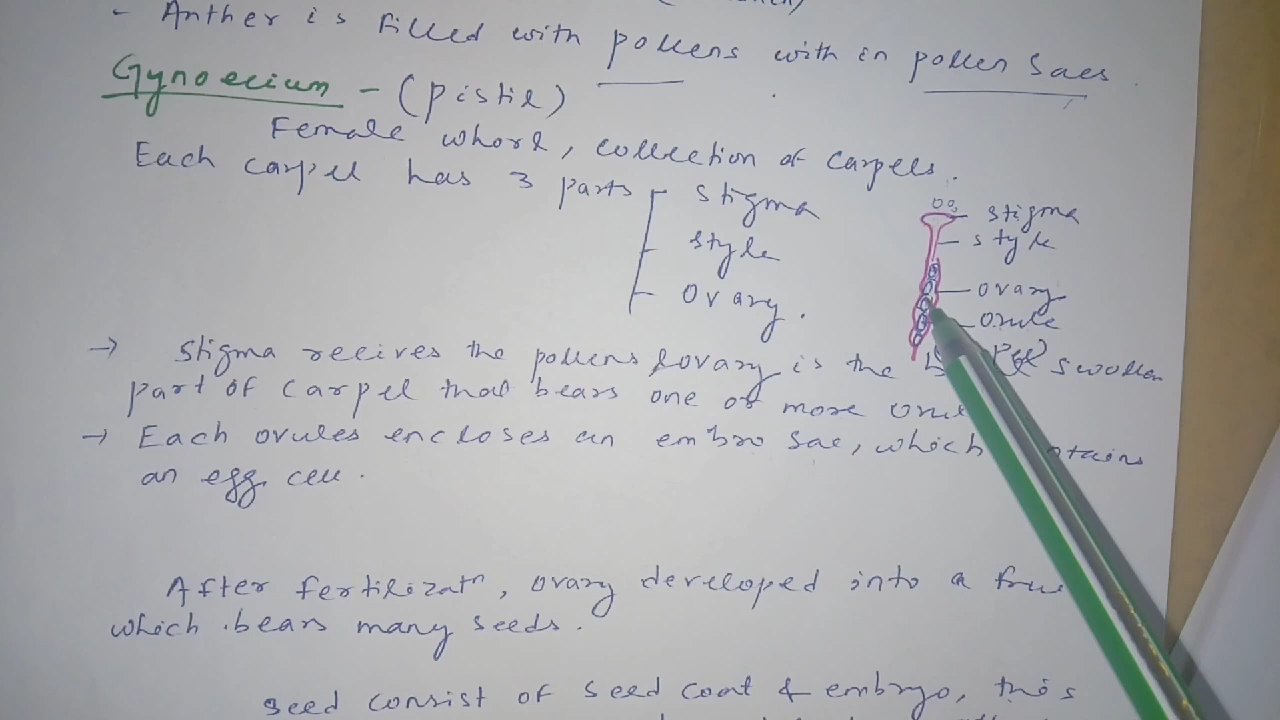 - Anther is filled with pollens with in pollen Sacs
Gynoecium - (pistil)
Female whorl, collection of carpels.
Each carpel has 3 parts
stigma
style
Ovary.
stigma
style
ovary
ovule
→ Stigma recives the pollens & ovary is the swollen
part of carpel that bears one or more
→ Each ovules encloses an embro sac, which
an egg cell.
After fertilizatn, ovary developed into a
which bears many seeds.
seed consist of seed coat & embryo, this